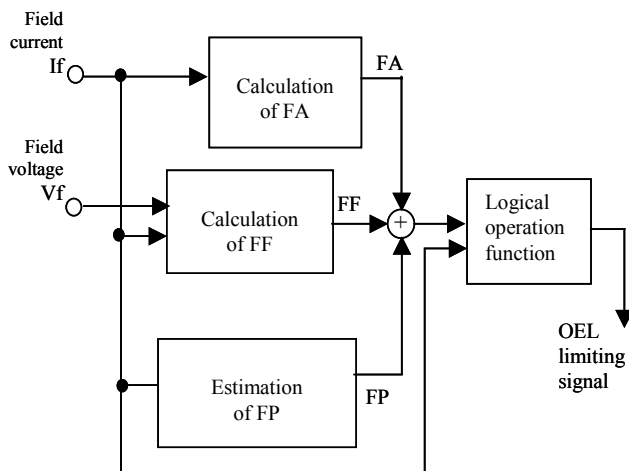 Field
current
If
Calculation
of FA
FA
Field
voltage
Vf
Calculation
of FF
FF
+
Logical
operation
function
Estimation
of FP
FP
OEL
limiting
signal